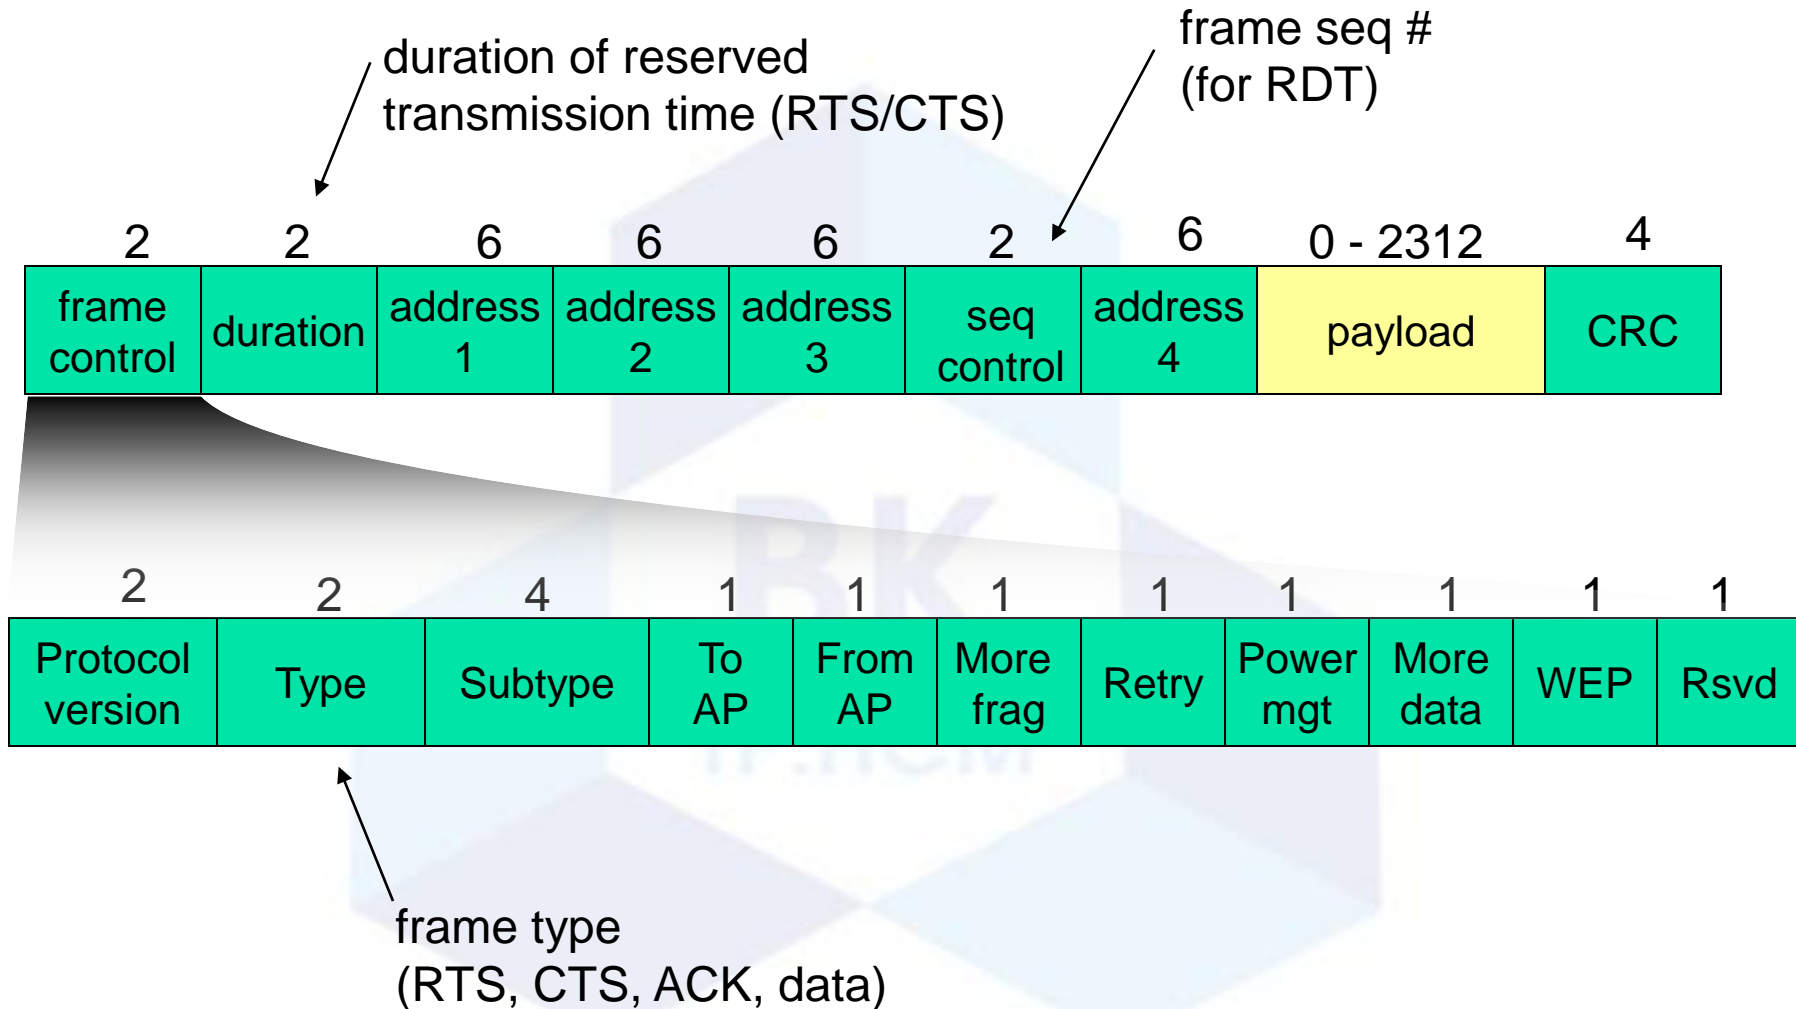 duration of reserved
transmission time (RTS/CTS)
frame seq #
(for RDT)
2 2 6 6 6 2 6 0 - 2312 4
frame control duration address 1 address 2 address 3 seq control address 4 payload CRC
2 2 4 1 1 1 1 1 1 1 1
Protocol version Type Subtype To AP From AP More frag Retry Power mgt More data WEP Rsvd
frame type
(RTS, CTS, ACK, data)
BK
TP.HCM